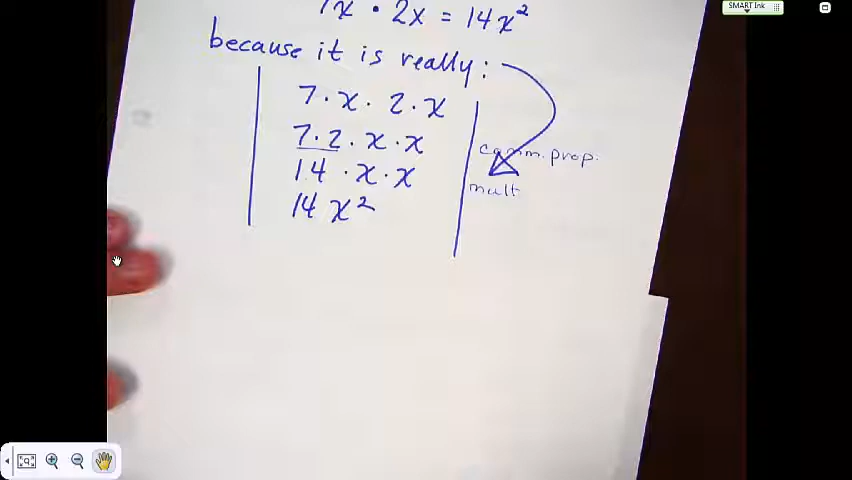 7x · 2x = 14x²
because it is really:
7 · x · 2 · x
7 · 2 · x · x
comm. prop.
14 · x · x
mult
14 x²
SMART Ink